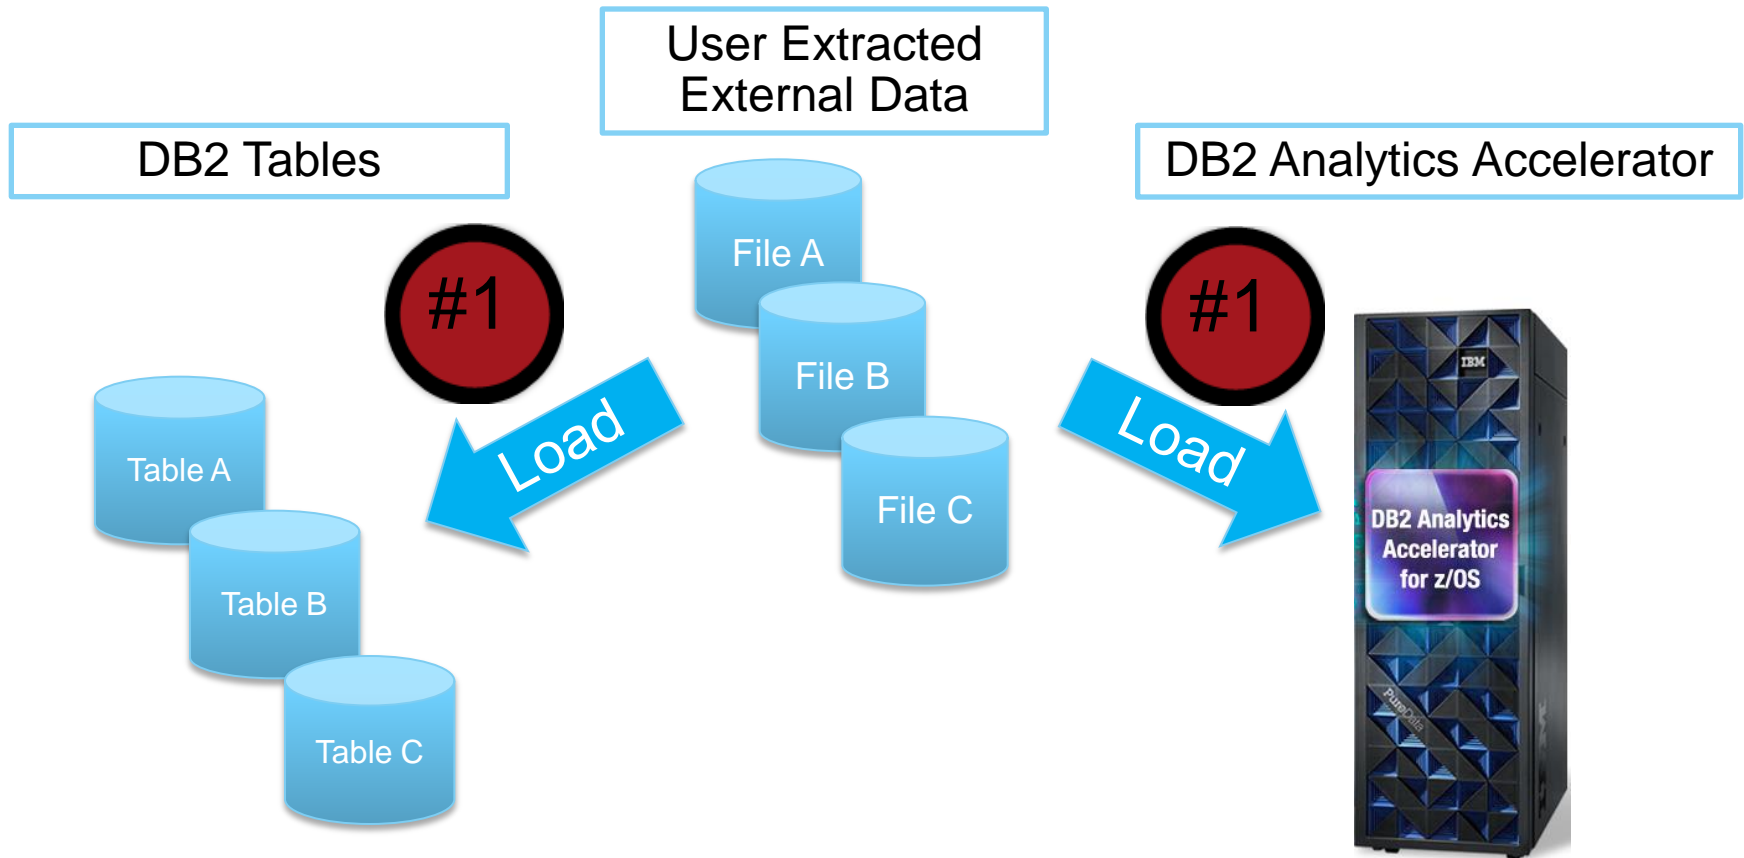 User Extracted
External Data
DB2 Tables
DB2 Analytics Accelerator
#1
#1
File A
File B
File C
Load
Load
Table A
Table B
Table C
IBM
DB2 Analytics
Accelerator
for z/OS
PureData
IBM